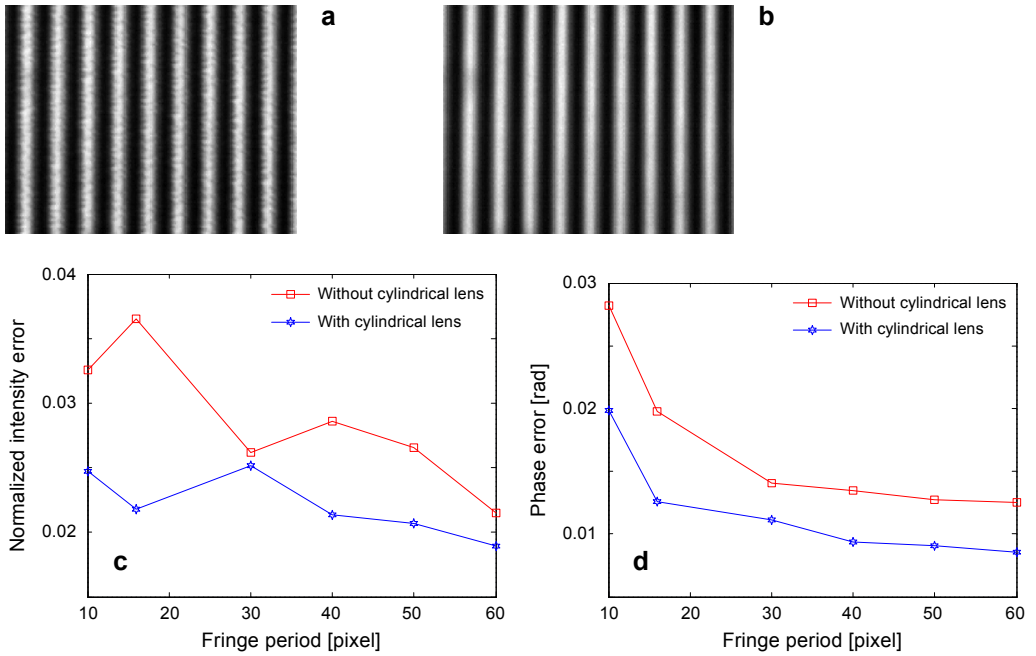 a
b
0.04
0.03
0.02
10
20
30
40
50
60
Normalized intensity error
Fringe period [pixel]
Without cylindrical lens
With cylindrical lens
c
0.03
0.02
0.01
10
20
30
40
50
60
Phase error [rad]
Fringe period [pixel]
Without cylindrical lens
With cylindrical lens
d